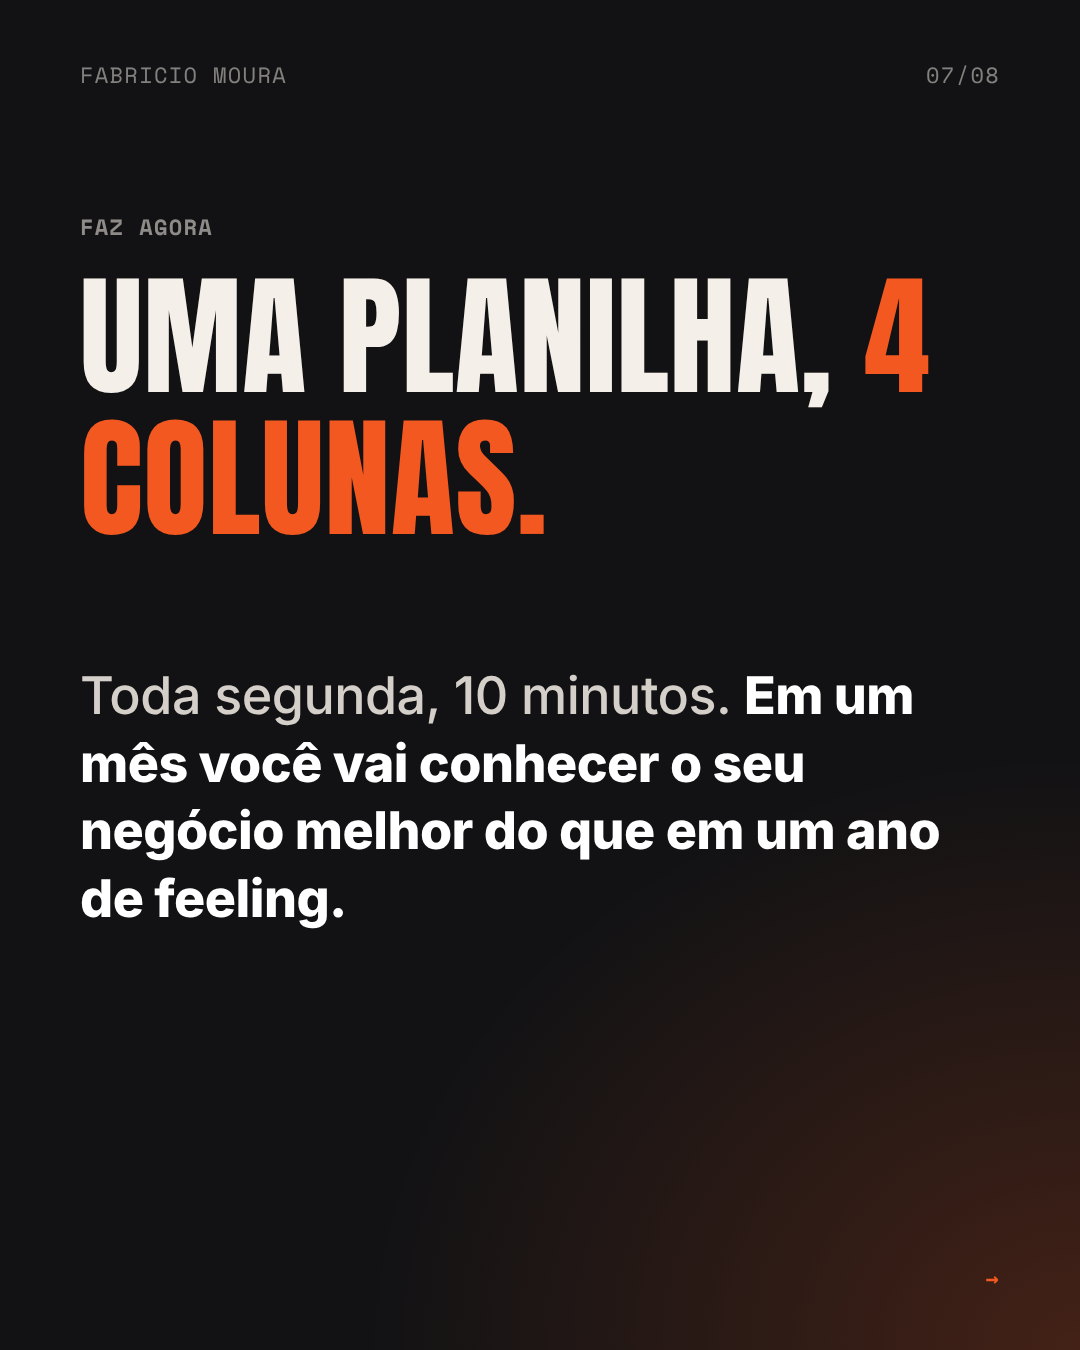 FABRICIO MOURA
07/08
FAZ AGORA
UMA PLANILHA, 4
COLUNAS.
Toda segunda, 10 minutos. Em um
mês você vai conhecer o seu
negócio melhor do que em um ano
de feeling.
→